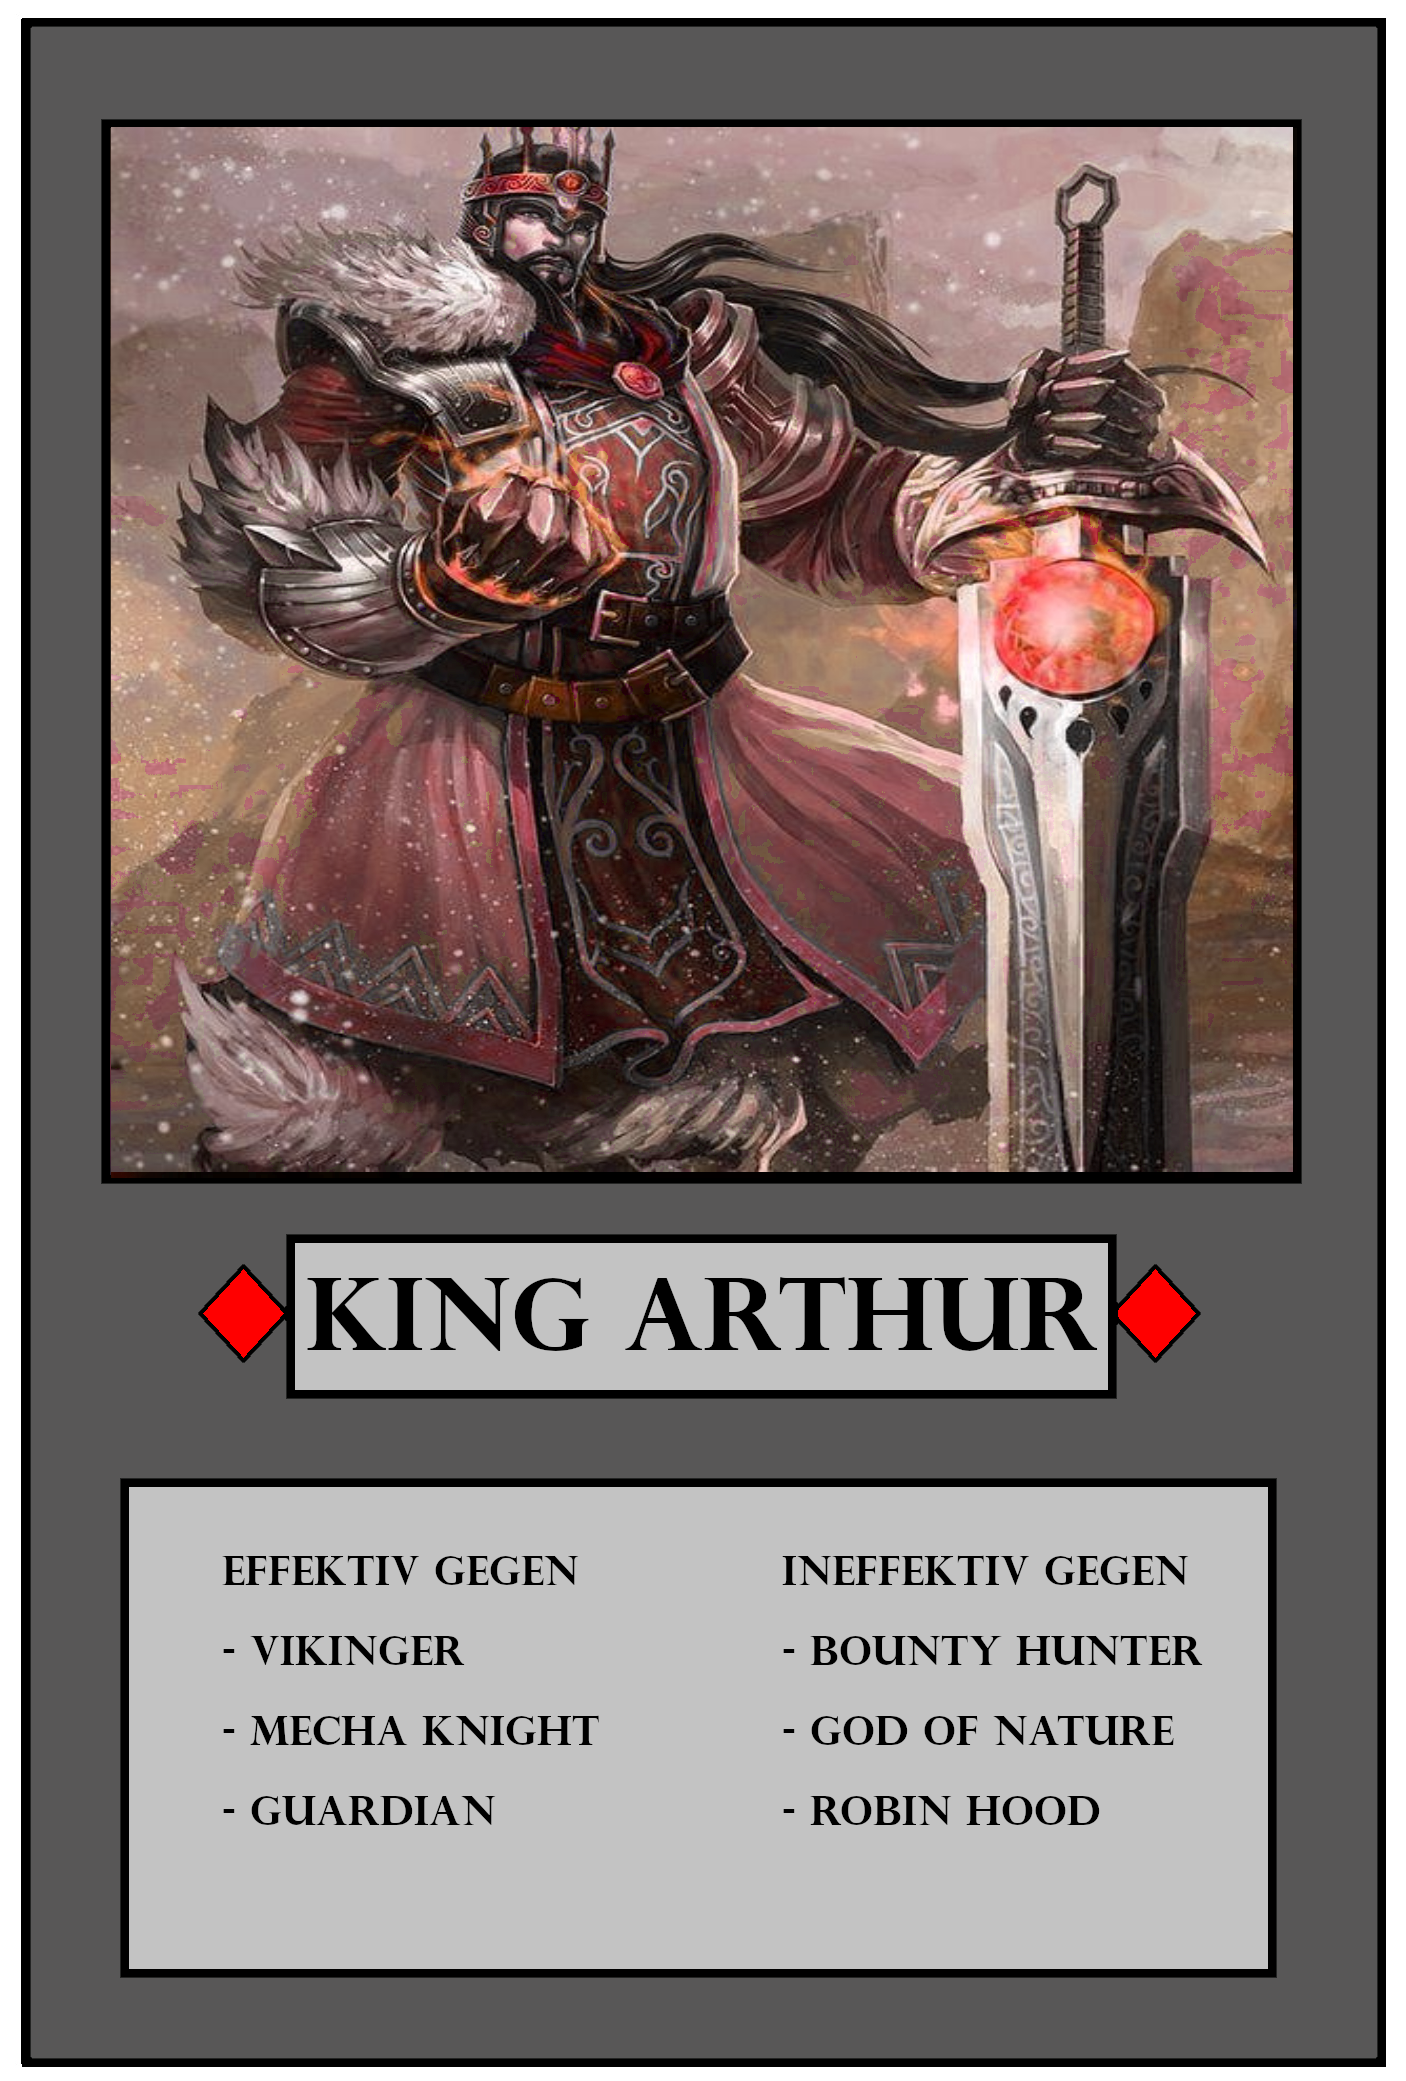 KING ARTHUR
EFFEKTIV GEGEN
- VIKINGER
- MECHA KNIGHT
- GUARDIAN
INEFFEKTIV GEGEN
- BOUNTY HUNTER
- GOD OF NATURE
- ROBIN HOOD